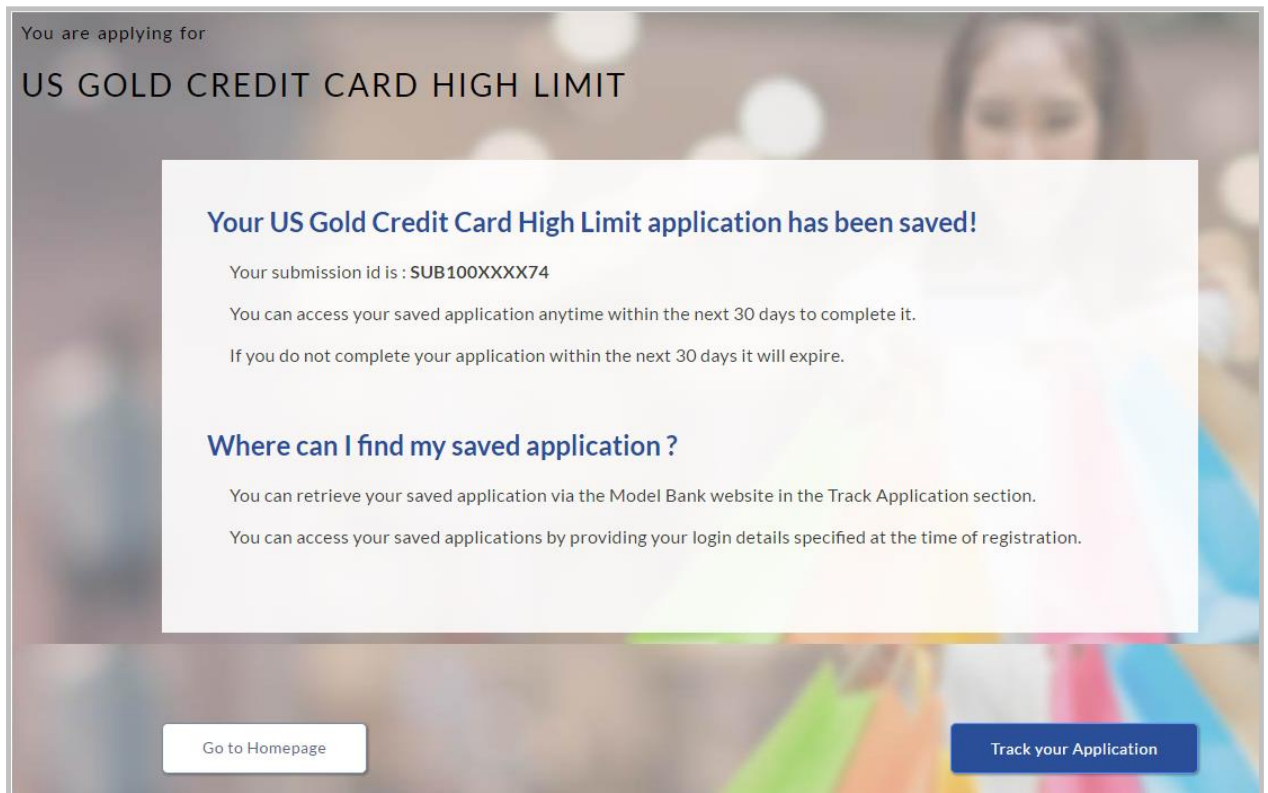 You are applying for
US GOLD CREDIT CARD HIGH LIMIT
Your US Gold Credit Card High Limit application has been saved!
Your submission id is : SUB100XXXX74
You can access your saved application anytime within the next 30 days to complete it.
If you do not complete your application within the next 30 days it will expire.
Where can I find my saved application ?
You can retrieve your saved application via the Model Bank website in the Track Application section.
You can access your saved applications by providing your login details specified at the time of registration.
Go to Homepage
Track your Application